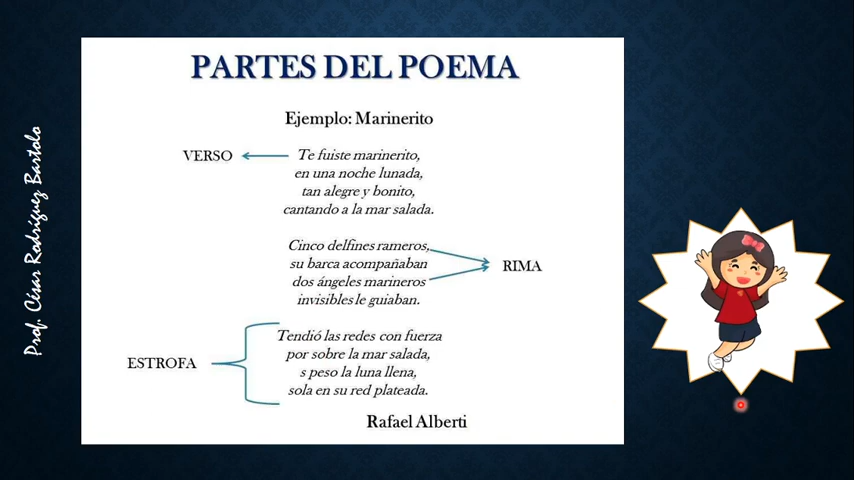 PARTES DEL POEMA
Ejemplo: Marinerito
VERSO
Te fuiste marinerito,
en una noche lunada,
tan alegre y bonito,
cantando a la mar salada.
Cinco delfines rameros,
su barca acompañaban
dos ángeles marineros
invisibles le guiaban.
RIMA
ESTROFA
Tendió las redes con fuerza
por sobre la mar salada,
s peso la luna llena,
sola en su red plateada.
Rafael Alberti
Prof. César Rodríguez Bartolo